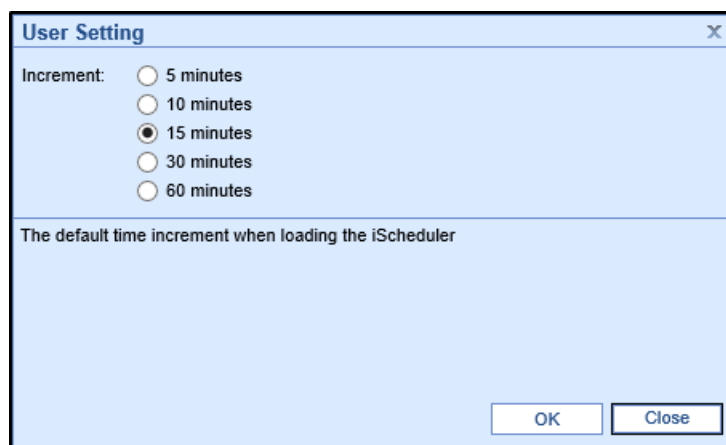 User Setting x
Increment: 5 minutes
10 minutes
15 minutes
30 minutes
60 minutes
The default time increment when loading the iScheduler
OK Close